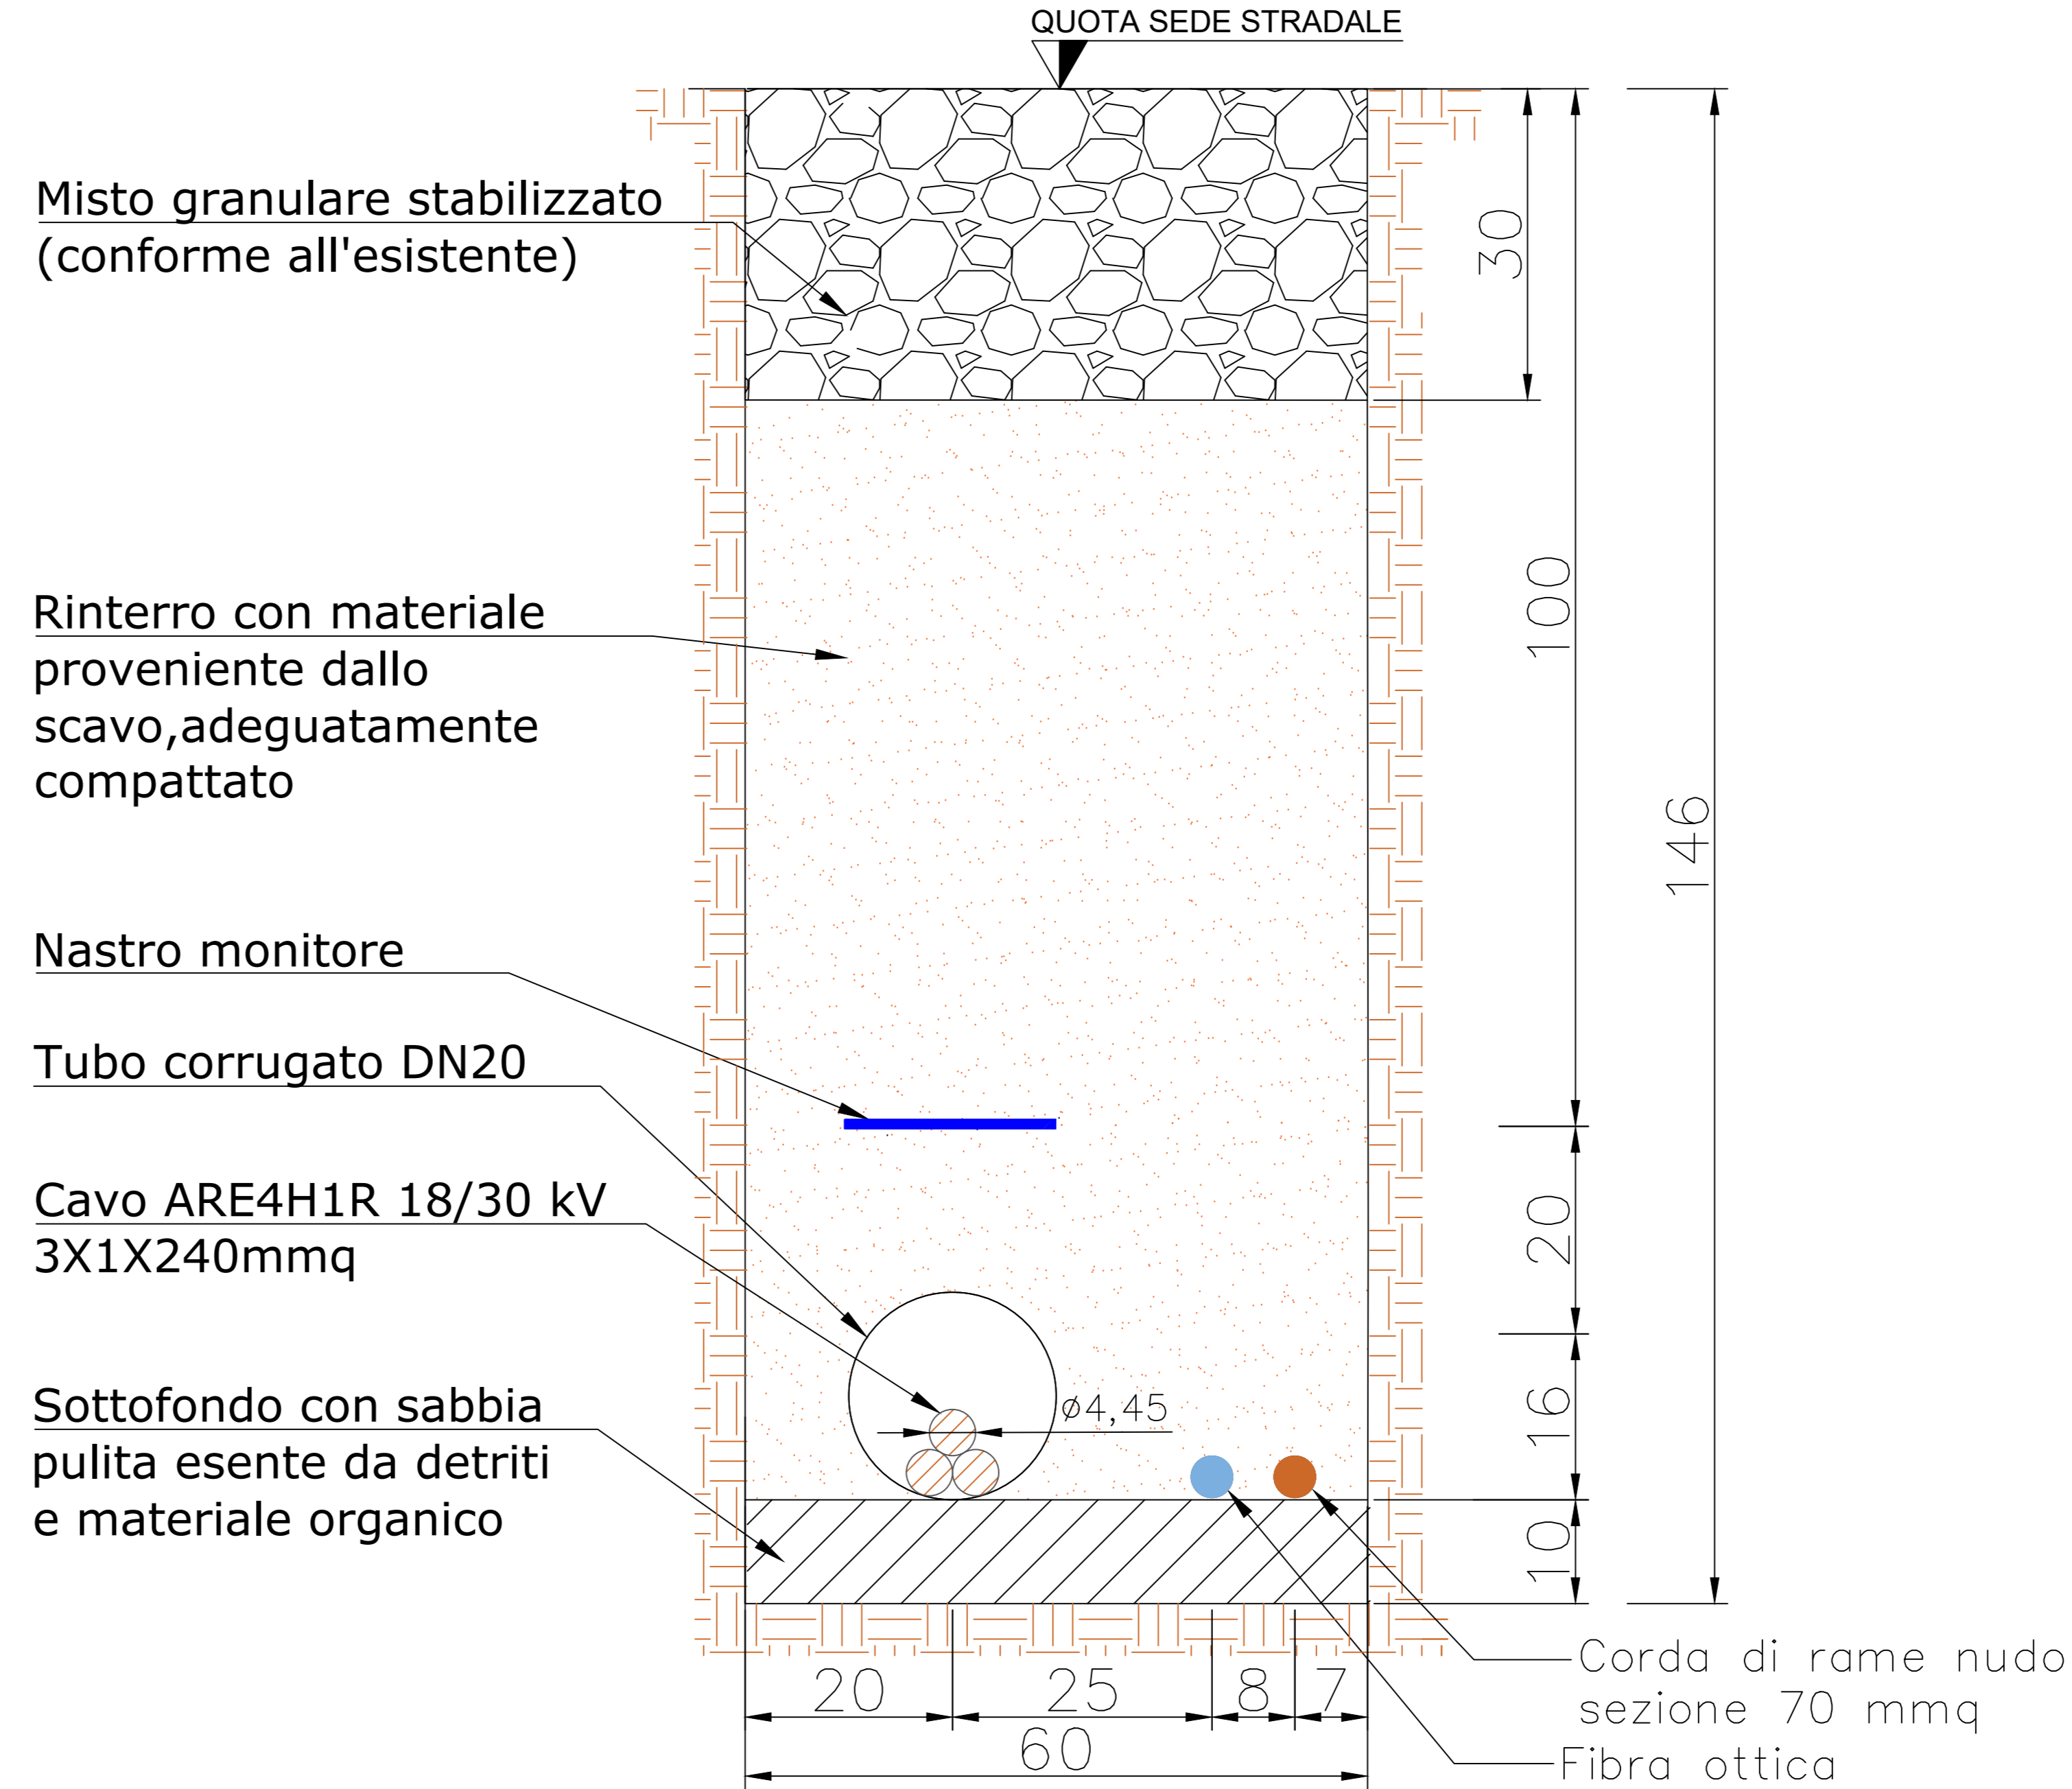 QUOTA SEDE STRADALE
Misto granulare stabilizzato
(conforme all'esistente)
30
Rinterro con materiale
proveniente dallo
scavo,adeguatamente
compattato
100
146
Nastro monitore
Tubo corrugato DN20
Cavo ARE4H1R 18/30 kV
3X1X240mmq
20
Sottofondo con sabbia
pulita esente da detriti
e materiale organico
ø4,45
16
10
Corda di rame nudo
sezione 70 mmq
Fibra ottica
20 25 8 7
60